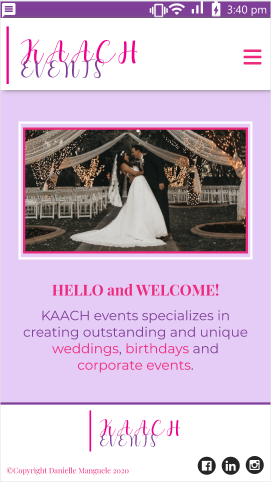 3:40 pm
KAACH
EVENTS
HELLO and WELCOME!
KAACH events specializes in
creating outstanding and unique
weddings, birthdays and
corporate events.
KAACH
EVENTS
©Copyright Danielle Manguele 2020